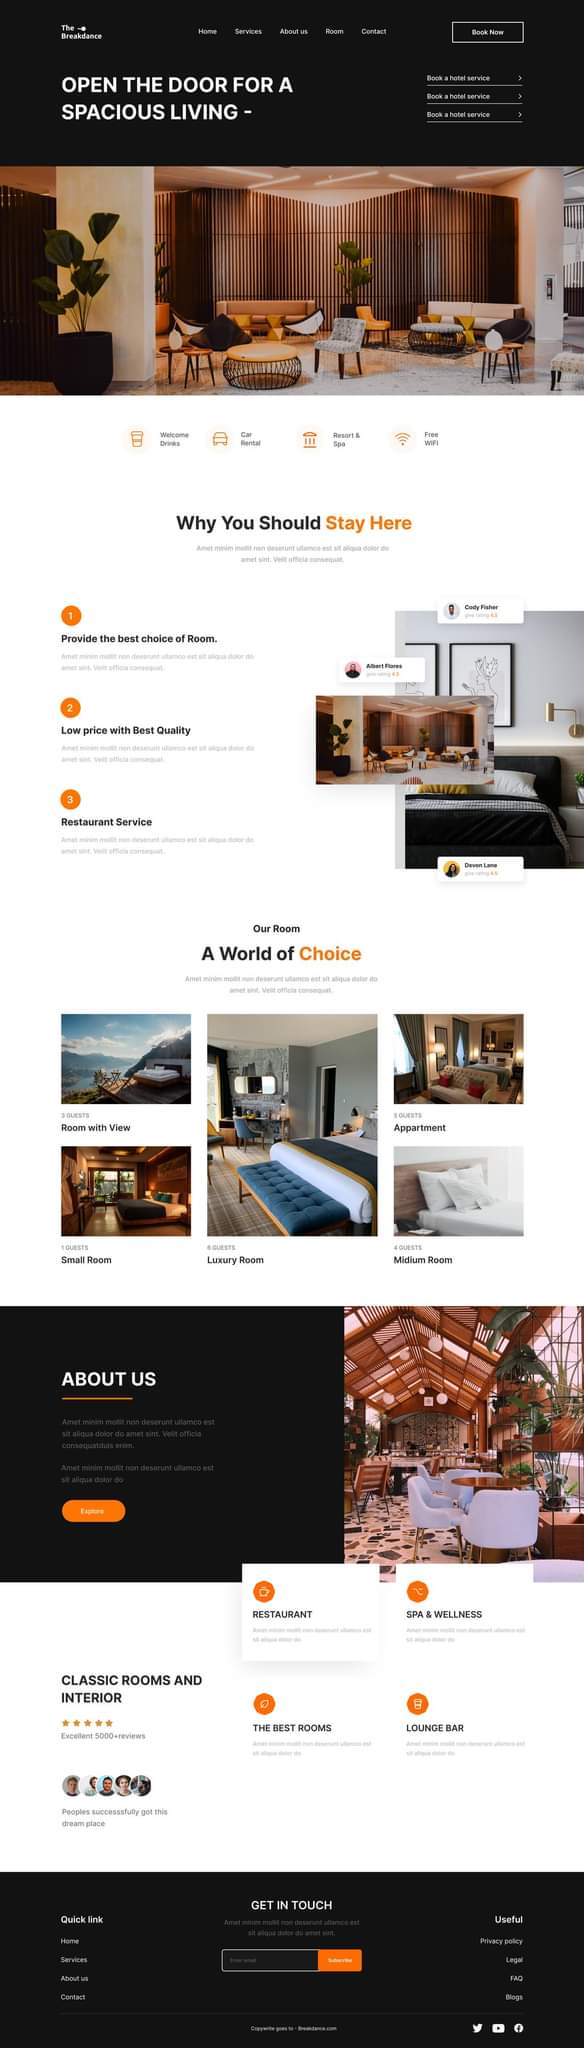 The
Breakdance
Home
Services
About us
Room
Contact
Book Now
OPEN THE DOOR FOR A
SPACIOUS LIVING -
Book a hotel service
Book a hotel service
Book a hotel service
Welcome
Drinks
Car
Rental
Resort &
Spa
Free
WIFI
Why You Should Stay Here
Amet minim mollit non deserunt ullamco est sit aliqua dolor do
amet sint. Velit officia consequat.
1
Provide the best choice of Room.
Amet minim mollit non deserunt ullamco est sit aliqua dolor do
amet sint. Velit officia consequat.
2
Low price with Best Quality
Amet minim mollit non deserunt ullamco est sit aliqua dolor do
amet sint. Velit officia consequat.
3
Restaurant Service
Amet minim mollit non deserunt ullamco est sit aliqua dolor do
amet sint. Velit officia consequat.
Cody Fisher
give rating 4.5
Albert Flores
give rating 4.5
Devon Lane
give rating 4.5
Our Room
A World of Choice
Amet minim mollit non deserunt ullamco est sit aliqua dolor do
amet sint. Velit officia consequat.
3 GUESTS
Room with View
1 GUESTS
Small Room
6 GUESTS
Luxury Room
5 GUESTS
Appartment
4 GUESTS
Midium Room
ABOUT US
Amet minim mollit non deserunt ullamco est
sit aliqua dolor do amet sint. Velit officia
consequatduis enim.
Amet minim mollit non deserunt ullamco est
sit aliqua dolor do
Explore
RESTAURANT
Amet minim mollit non deserunt ullamco est
sit aliqua dolor do
SPA & WELLNESS
Amet minim mollit non deserunt ullamco est
sit aliqua dolor do
CLASSIC ROOMS AND
INTERIOR
Excellent 5000+reviews
THE BEST ROOMS
Amet minim mollit non deserunt ullamco est
sit aliqua dolor do
LOUNGE BAR
Amet minim mollit non deserunt ullamco est
sit aliqua dolor do
Peoples successsfully got this
dream place
Quick link
Home
Services
About us
Contact
GET IN TOUCH
Amet minim mollit non deserunt ullamco est
sit aliqua dolor do amet sint.
Enter email
Subscribe
Useful
Privacy policy
Legal
FAQ
Blogs
Copywrite goes to - Breakdance.com